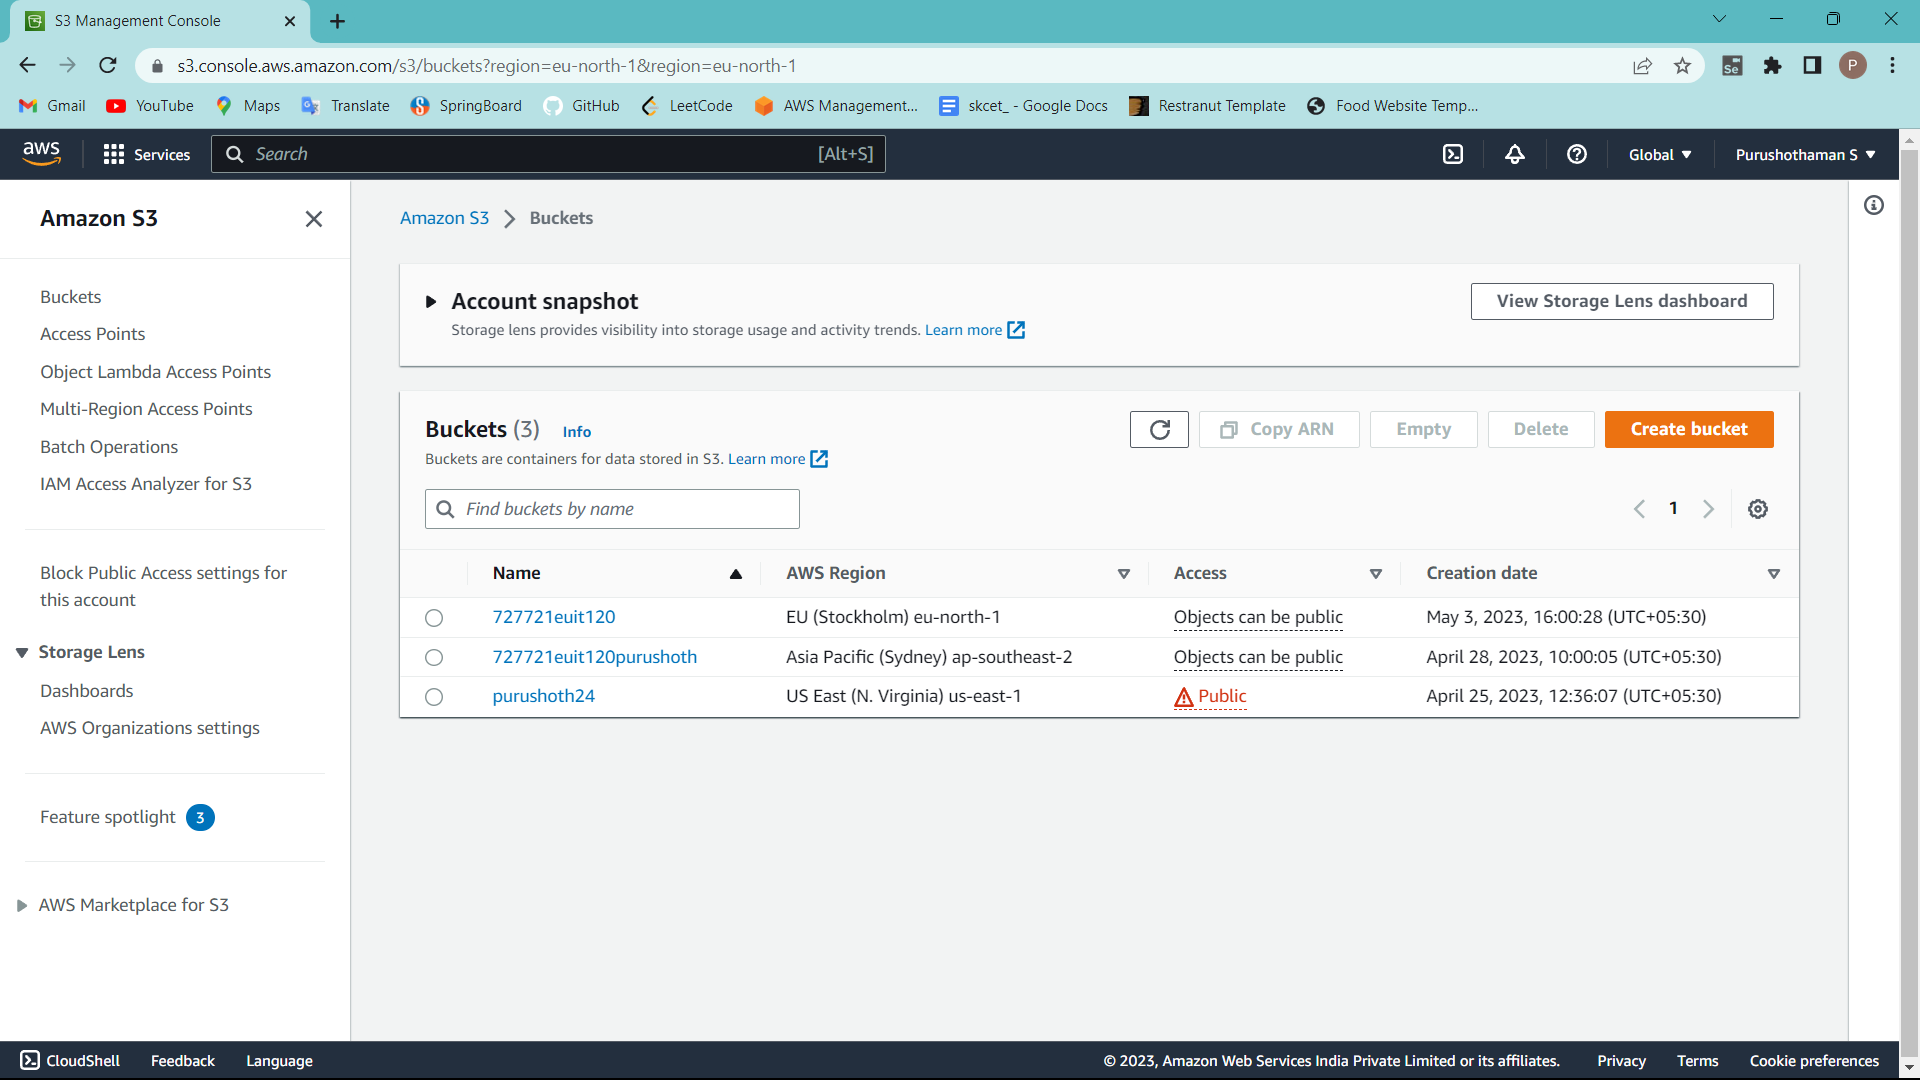 S3 Management Console
s3.console.aws.amazon.com/s3/buckets?region=eu-north-1&region=eu-north-1
Se
P
Gmail YouTube Maps Translate SpringBoard GitHub LeetCode AWS Management... skcet_ - Google Docs Restranut Template Food Website Temp...
aws Services Search [Alt+S] Global Purushothaman S
Amazon S3
Buckets
Access Points
Object Lambda Access Points
Multi-Region Access Points
Batch Operations
IAM Access Analyzer for S3
Block Public Access settings for
this account
Storage Lens
Dashboards
AWS Organizations settings
Feature spotlight 3
AWS Marketplace for S3
Amazon S3 Buckets
Account snapshot
Storage lens provides visibility into storage usage and activity trends. Learn more
View Storage Lens dashboard
Buckets (3) Info
Buckets are containers for data stored in S3. Learn more
Copy ARN Empty Delete Create bucket
Find buckets by name
1
Name AWS Region Access Creation date
727721euit120 EU (Stockholm) eu-north-1 Objects can be public May 3, 2023, 16:00:28 (UTC+05:30)
727721euit120purushoth Asia Pacific (Sydney) ap-southeast-2 Objects can be public April 28, 2023, 10:00:05 (UTC+05:30)
purushoth24 US East (N. Virginia) us-east-1 Public April 25, 2023, 12:36:07 (UTC+05:30)
CloudShell Feedback Language © 2023, Amazon Web Services India Private Limited or its affiliates. Privacy Terms Cookie preferences